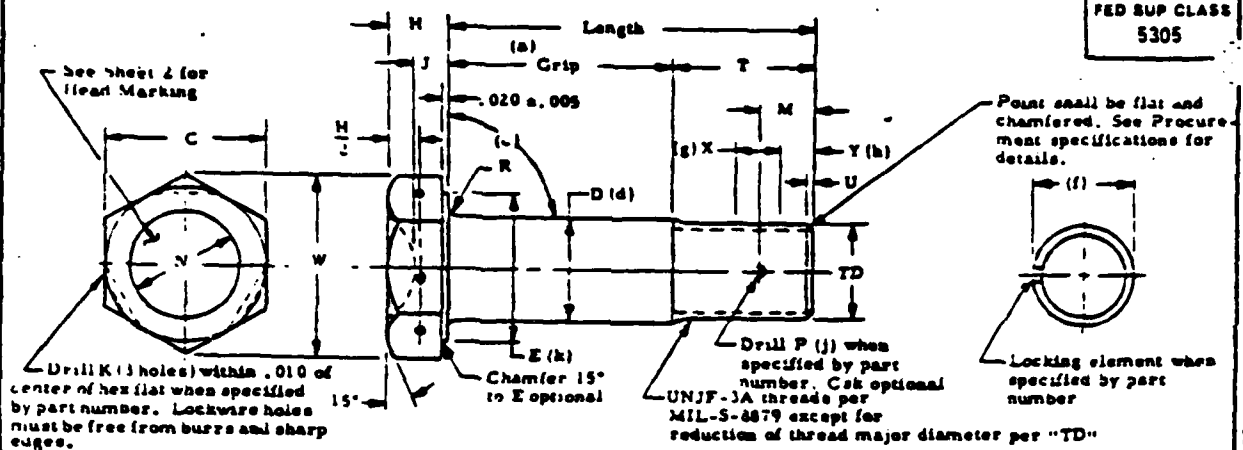 FED SUP CLASS
5305
H
Length
(a)
J
Grip
T
See Sheet 2 for
Head Marking
.020 ±.005
M
Point shall be flat and
chamfered. See Procure-
ment specifications for
details.
C
H
(g) X
Y (h)
R
U
D (d)
(f)
N
W
TD
E (k)
Drill K (3 holes) within .010 of
center of hex flat when specified
by part number. Lockwire holes
must be free from burrs and sharp
edges.
15°
Chamfer 15°
to E optional
Drill P (j) when
specified by part
number. Csk optional
Locking element when
specified by part
number
UNJF-3A threads per
MIL-S-8879 except for
reduction of thread major diameter per "TD"